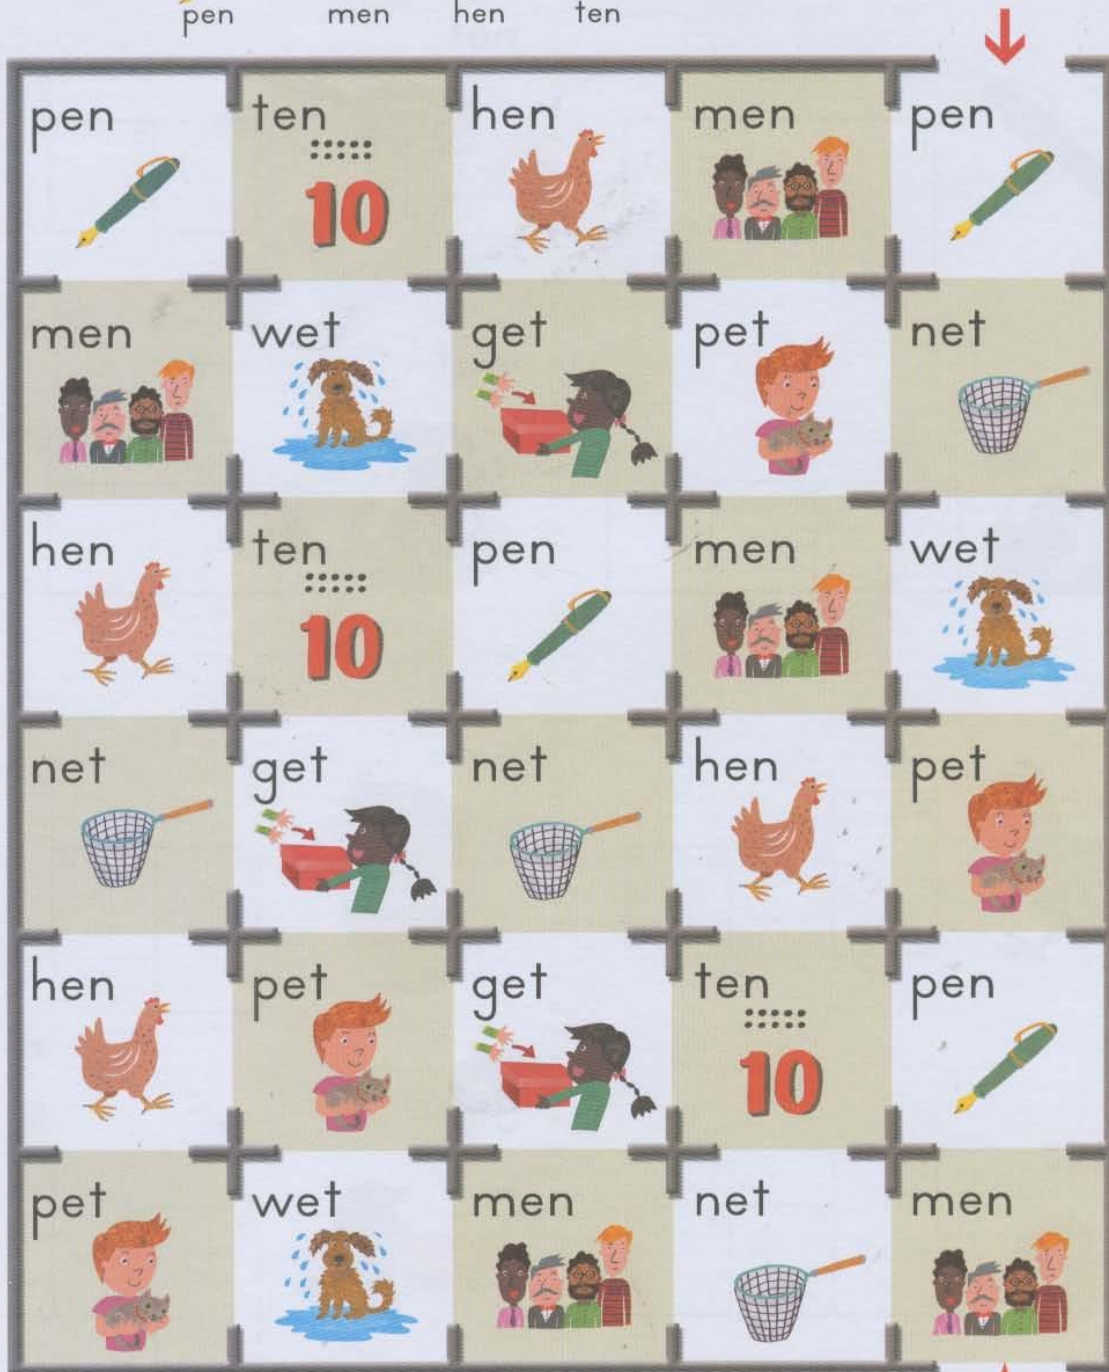 pen men hen ten
pen ten hen men pen
10
men wet get pet net
hen ten pen men wet
10
net get net hen pet
hen pet get ten pen
10
pet wet men net men